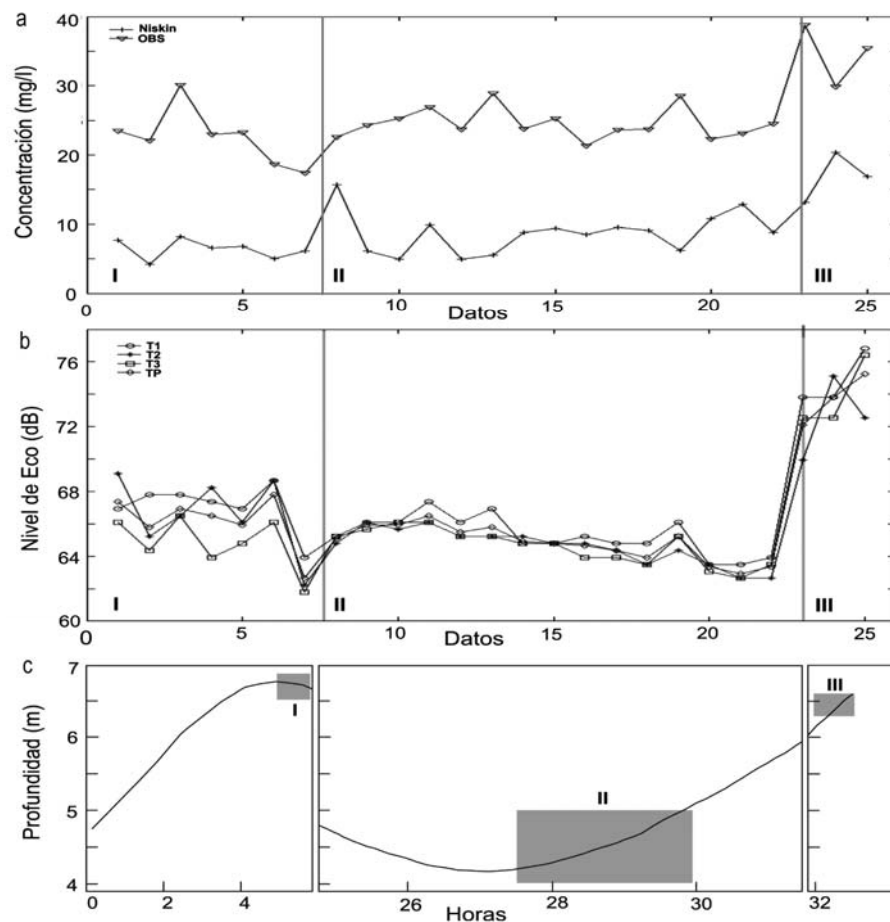 a
Concentración (mg/l)
40
30
20
10
0
Niskin
OBS
I
II
III
0
5
10
15
20
25
Datos
b
Nivel de Eco (dB)
76
72
68
64
60
T1
T2
T3
TP
I
II
III
0
5
10
15
20
25
Datos
c
Profundidad (m)
7
6
5
4
I
II
III
0
2
4
26
28
30
32
Horas